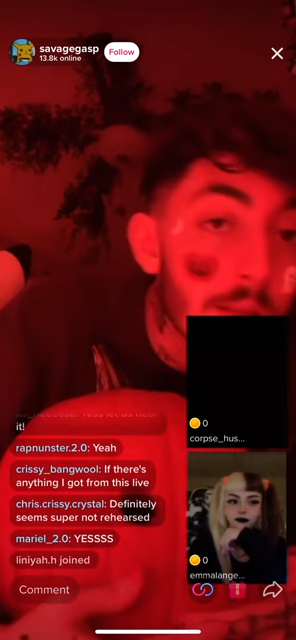 savagegasp
13.8k online
Follow
it!
rapnunster.2.0: Yeah
crissy_bangwool: If there's
anything I got from this live
chris.crissy.crystal: Definitely
seems super not rehearsed
mariel_2.0: YESSSS
liniyah.h joined
0
corpse_hus...
0
emmalange...
Comment